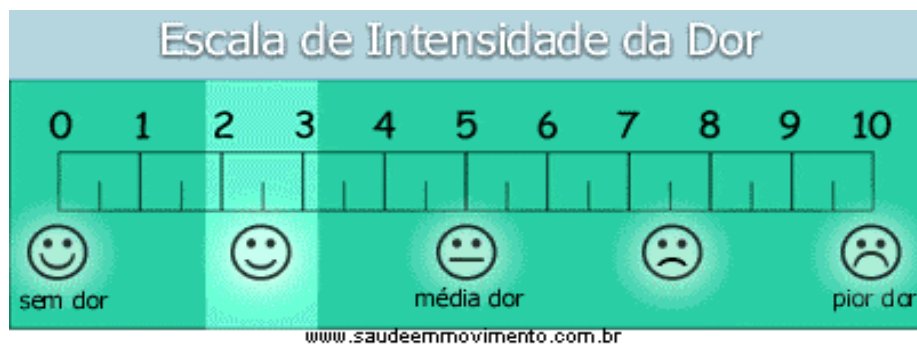 Escala de Intensidade da Dor
0 1 2 3 4 5 6 7 8 9 10
sem dor média dor pior dor
www.saudeemmovimento.com.br